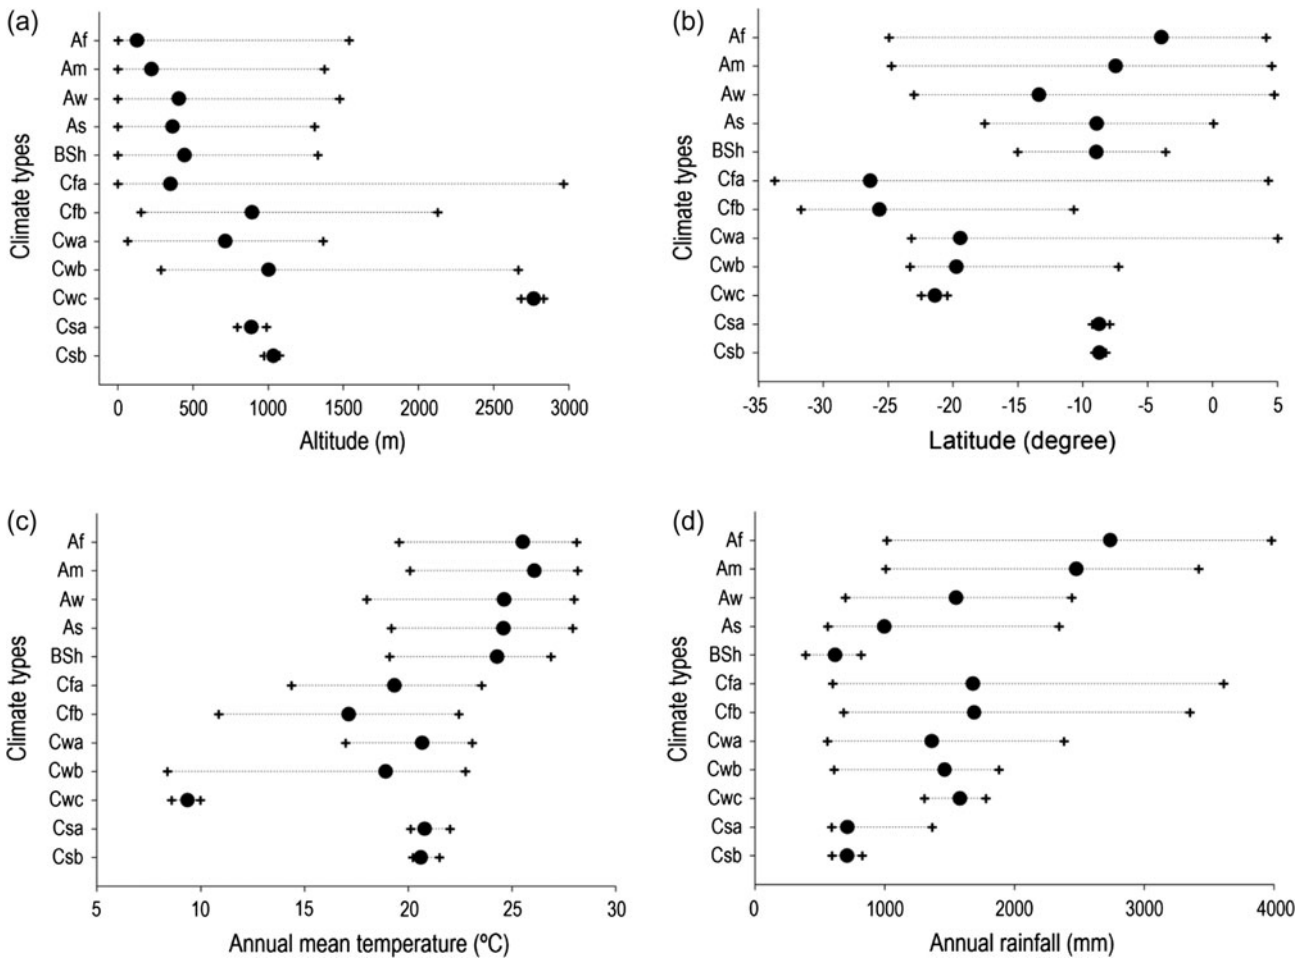 (a)
Climate types
Af
Am
Aw
As
BSh
Cfa
Cfb
Cwa
Cwb
Cwc
Csa
Csb
0 500 1000 1500 2000 2500 3000
Altitude (m)
(b)
Climate types
Af
Am
Aw
As
BSh
Cfa
Cfb
Cwa
Cwb
Cwc
Csa
Csb
-35 -30 -25 -20 -15 -10 -5 0 5
Latitude (degree)
(c)
Climate types
Af
Am
Aw
As
BSh
Cfa
Cfb
Cwa
Cwb
Cwc
Csa
Csb
5 10 15 20 25 30
Annual mean temperature (ºC)
(d)
Climate types
Af
Am
Aw
As
BSh
Cfa
Cfb
Cwa
Cwb
Cwc
Csa
Csb
0 1000 2000 3000 4000
Annual rainfall (mm)